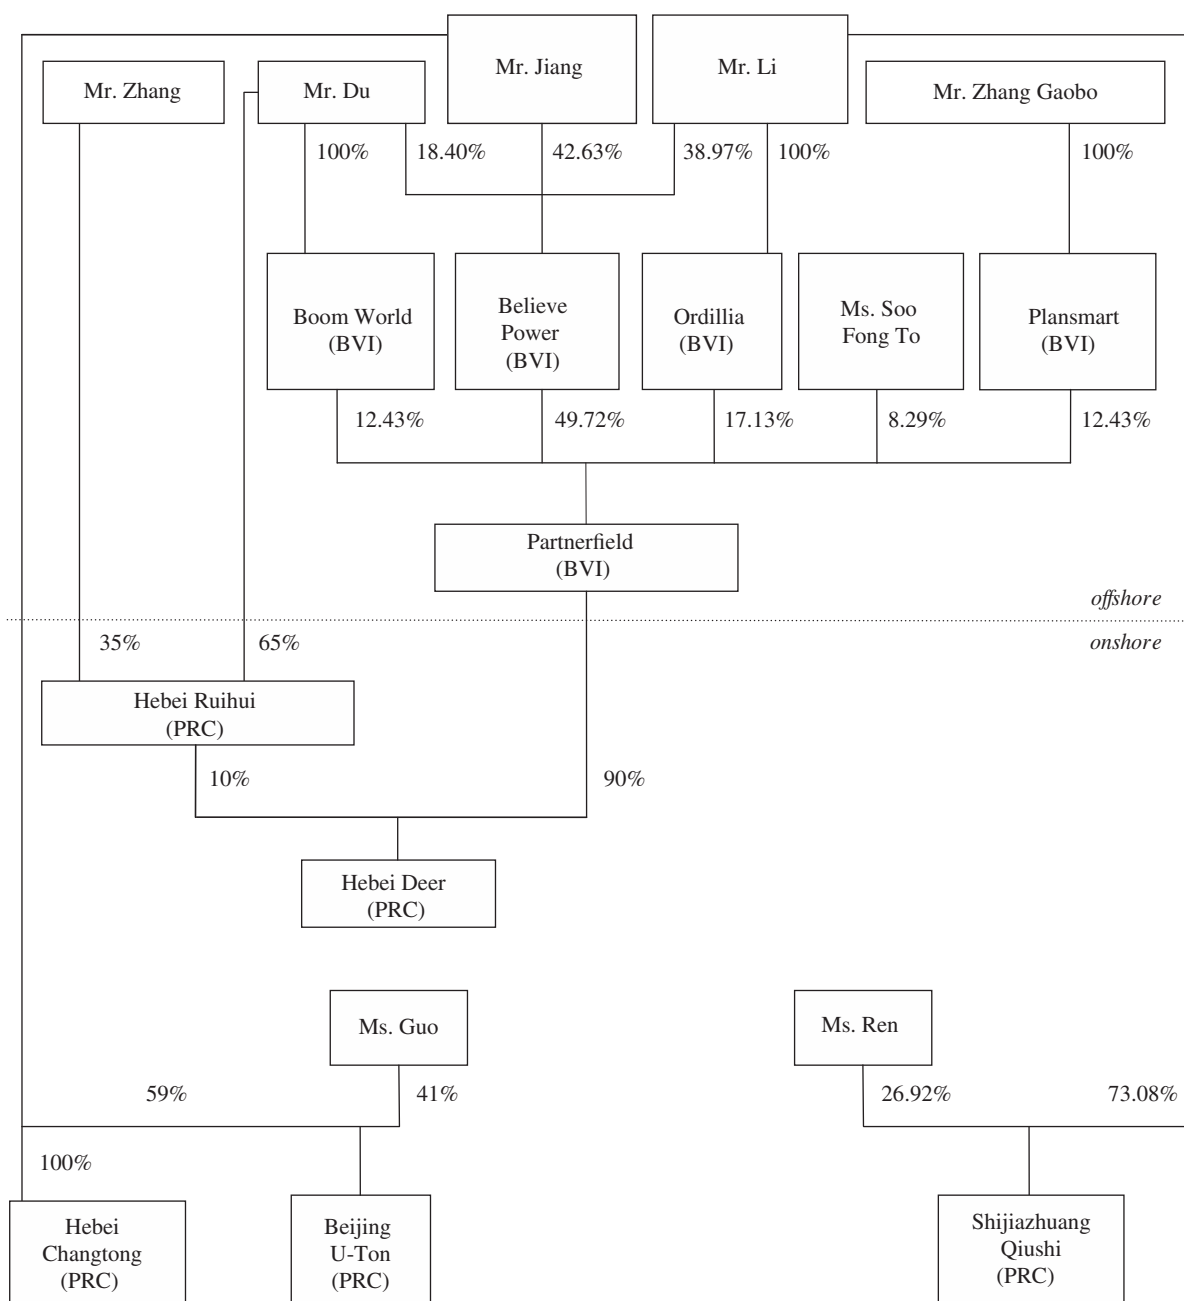 Mr. Jiang
Mr. Li
Mr. Zhang
Mr. Du
Mr. Zhang Gaobo
100%
18.40%
42.63%
38.97%
100%
100%
Boom World
(BVI)
Believe
Power
(BVI)
Ordillia
(BVI)
Ms. Soo
Fong To
Plansmart
(BVI)
12.43%
49.72%
17.13%
8.29%
12.43%
Partnerfield
(BVI)
offshore
onshore
35%
65%
Hebei Ruihui
(PRC)
10%
90%
Hebei Deer
(PRC)
Ms. Guo
Ms. Ren
59%
41%
26.92%
73.08%
100%
Hebei
Changtong
(PRC)
Beijing
U-Ton
(PRC)
Shijiazhuang
Qiushi
(PRC)